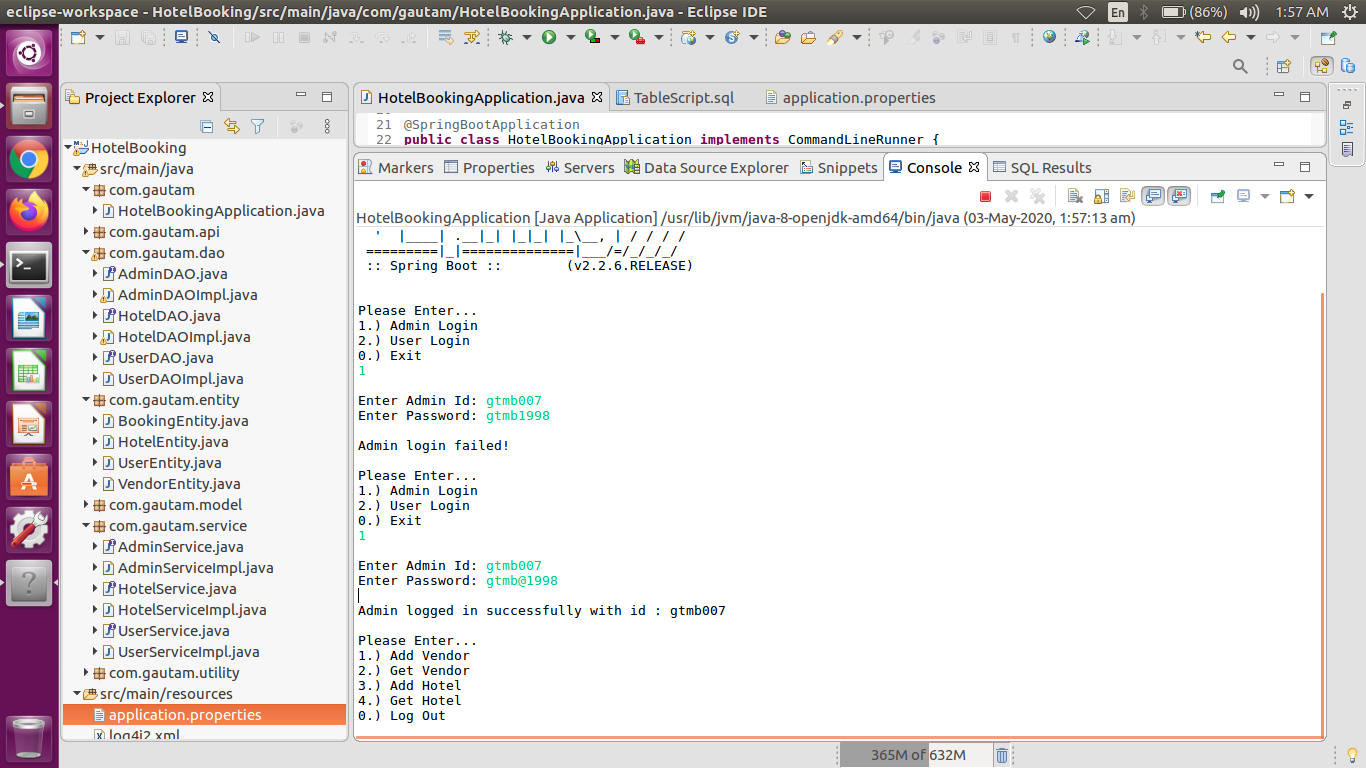 eclipse-workspace - HotelBooking/src/main/java/com/gautam/HotelBookingApplication.java - Eclipse IDE
En (86%) 1:57 AM
Project Explorer
HotelBookingApplication.java TableScript.sql application.properties
21 @SpringBootApplication
22 public class HotelBookingApplication implements CommandLineRunner {
HotelBooking
src/main/java
com.gautam
HotelBookingApplication.java
com.gautam.api
com.gautam.dao
AdminDAO.java
AdminDAOImpl.java
HotelDAO.java
HotelDAOImpl.java
UserDAO.java
UserDAOImpl.java
com.gautam.entity
BookingEntity.java
HotelEntity.java
UserEntity.java
VendorEntity.java
com.gautam.model
com.gautam.service
AdminService.java
AdminServiceImpl.java
HotelService.java
HotelServiceImpl.java
UserService.java
UserServiceImpl.java
com.gautam.utility
src/main/resources
application.properties
log4j2.xml
Markers Properties Servers Data Source Explorer Snippets Console SQL Results
HotelBookingApplication [Java Application] /usr/lib/jvm/java-8-openjdk-amd64/bin/java (03-May-2020, 1:57:13 am)
  '  |____| .__|_| |_|_| |_\__, | / / / /
 =========|_|==============|___/=/_/_/_/
 :: Spring Boot ::        (v2.2.6.RELEASE)
Please Enter...
1.) Admin Login
2.) User Login
0.) Exit
1
Enter Admin Id: gtmb007
Enter Password: gtmb1998
Admin login failed!
Please Enter...
1.) Admin Login
2.) User Login
0.) Exit
1
Enter Admin Id: gtmb007
Enter Password: gtmb@1998
Admin logged in successfully with id : gtmb007
Please Enter...
1.) Add Vendor
2.) Get Vendor
3.) Add Hotel
4.) Get Hotel
0.) Log Out
365M of 632M